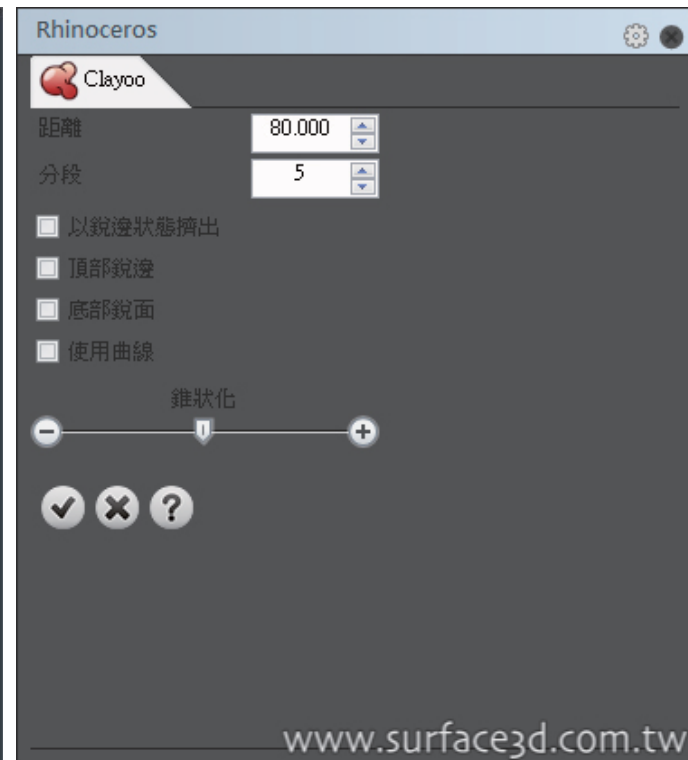 Rhinoceros
Clayoo
距離 80.000
分段 5
以銳邊狀態擠出
頂部銳邊
底部銳面
使用曲線
錐狀化
www.surface3d.com.tw